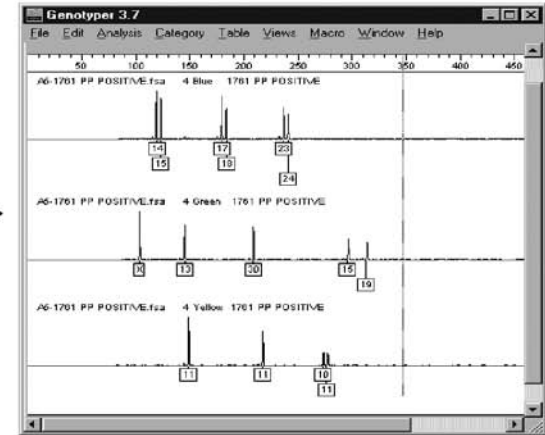 Genotyper 3.7
File Edit Analysis Category Table Views Macro Window Help
50 100 150 200 250 300 350 400 450
A6-1761 PP POSITIVE.fsa 4 Blue 1761 PP POSITIVE
14 17 23
15 18 24
A6-1761 PP POSITIVE.fsa 4 Green 1761 PP POSITIVE
X 13 30 15
19
A6-1761 PP POSITIVE.fsa 4 Yellow 1761 PP POSITIVE
11 11 10
11